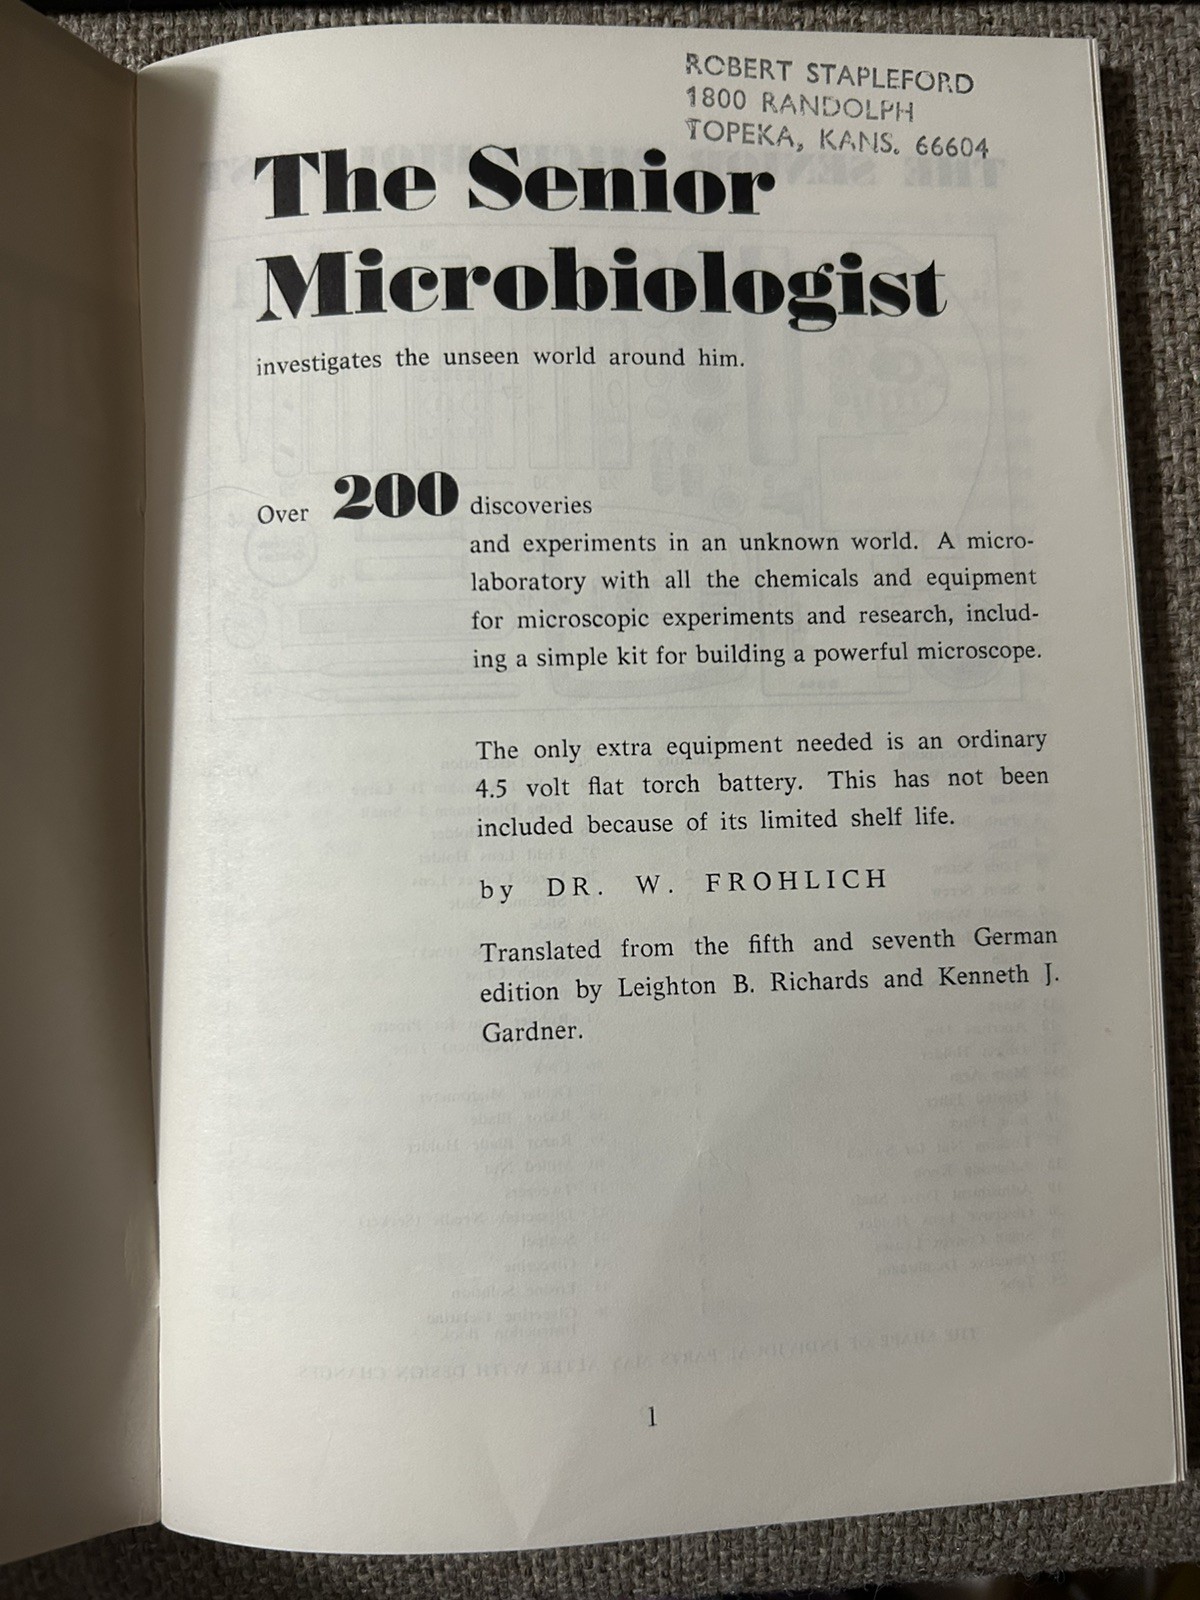 ROBERT STAPLEFORD
1800 RANDOLPH
TOPEKA, KANS. 66604
The Senior
Microbiologist
investigates the unseen world around him.
Over 200 discoveries
and experiments in an unknown world. A micro-
laboratory with all the chemicals and equipment
for microscopic experiments and research, includ-
ing a simple kit for building a powerful microscope.
The only extra equipment needed is an ordinary
4.5 volt flat torch battery. This has not been
included because of its limited shelf life.
by DR. W. FROHLICH
Translated from the fifth and seventh German
edition by Leighton B. Richards and Kenneth J.
Gardner.
1